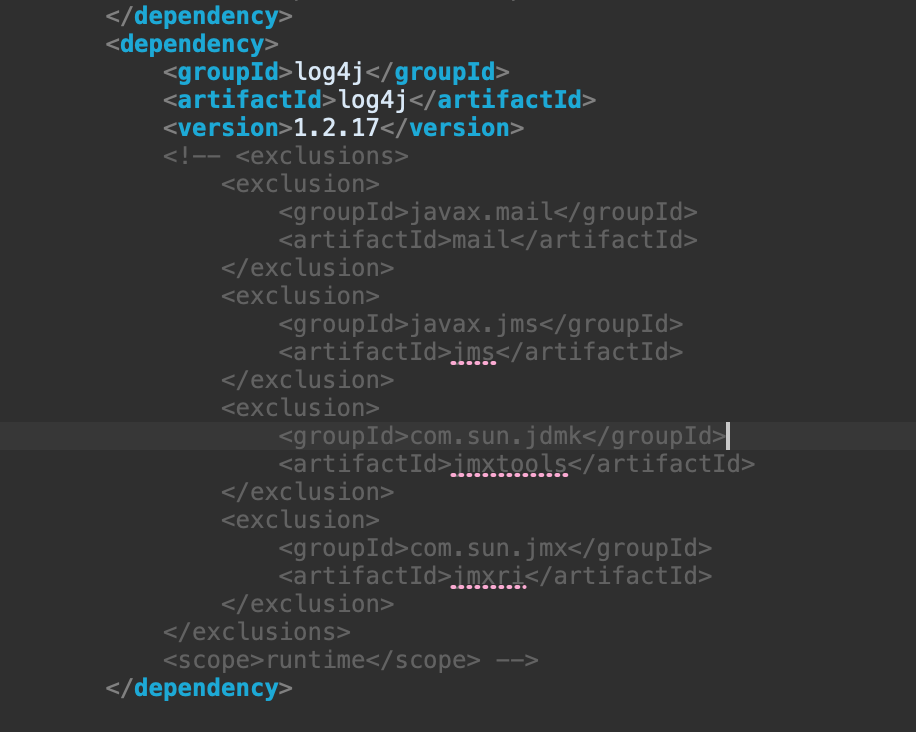 </dependency>
<dependency>
<groupId>log4j</groupId>
<artifactId>log4j</artifactId>
<version>1.2.17</version>
<!-- <exclusions>
<exclusion>
<groupId>javax.mail</groupId>
<artifactId>mail</artifactId>
</exclusion>
<exclusion>
<groupId>javax.jms</groupId>
<artifactId>jms</artifactId>
</exclusion>
<exclusion>
<groupId>com.sun.jdmk</groupId>
<artifactId>jmxtools</artifactId>
</exclusion>
<exclusion>
<groupId>com.sun.jmx</groupId>
<artifactId>jmxri</artifactId>
</exclusion>
</exclusions>
<scope>runtime</scope> -->
</dependency>